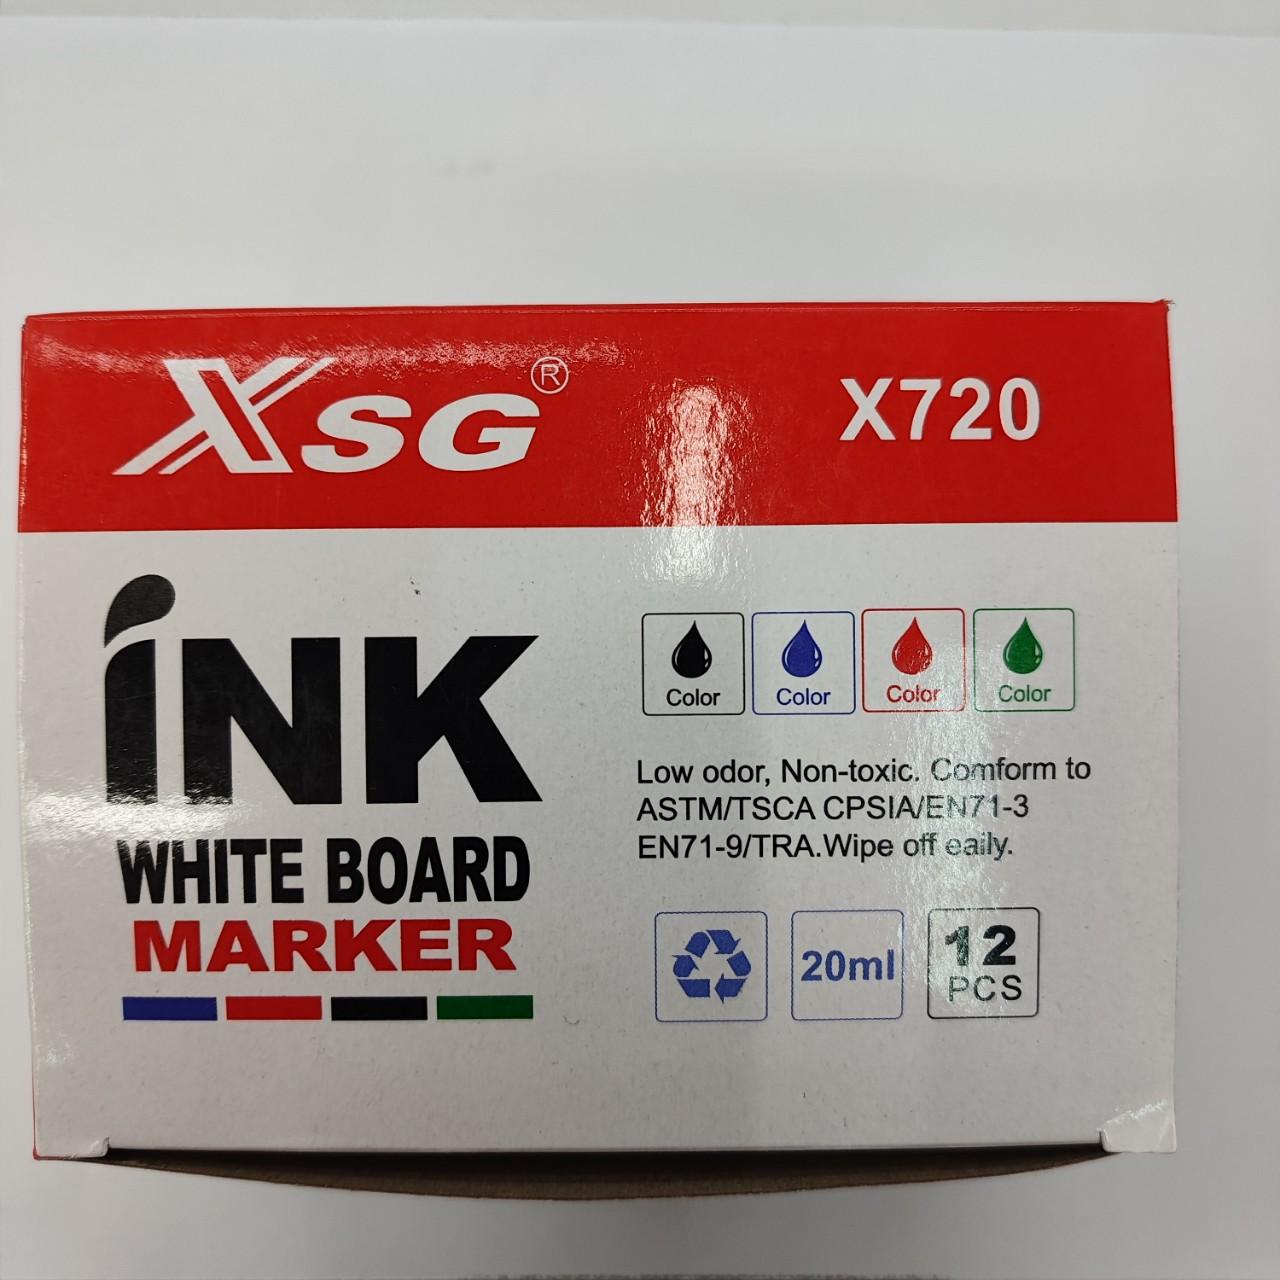 XSG®
X720
iNK
WHITE BOARD
MARKER
Color Color Color Color
Low odor, Non-toxic. Comform to
ASTM/TSCA CPSIA/EN71-3
EN71-9/TRA.Wipe off eaily.
20ml
12
PCS